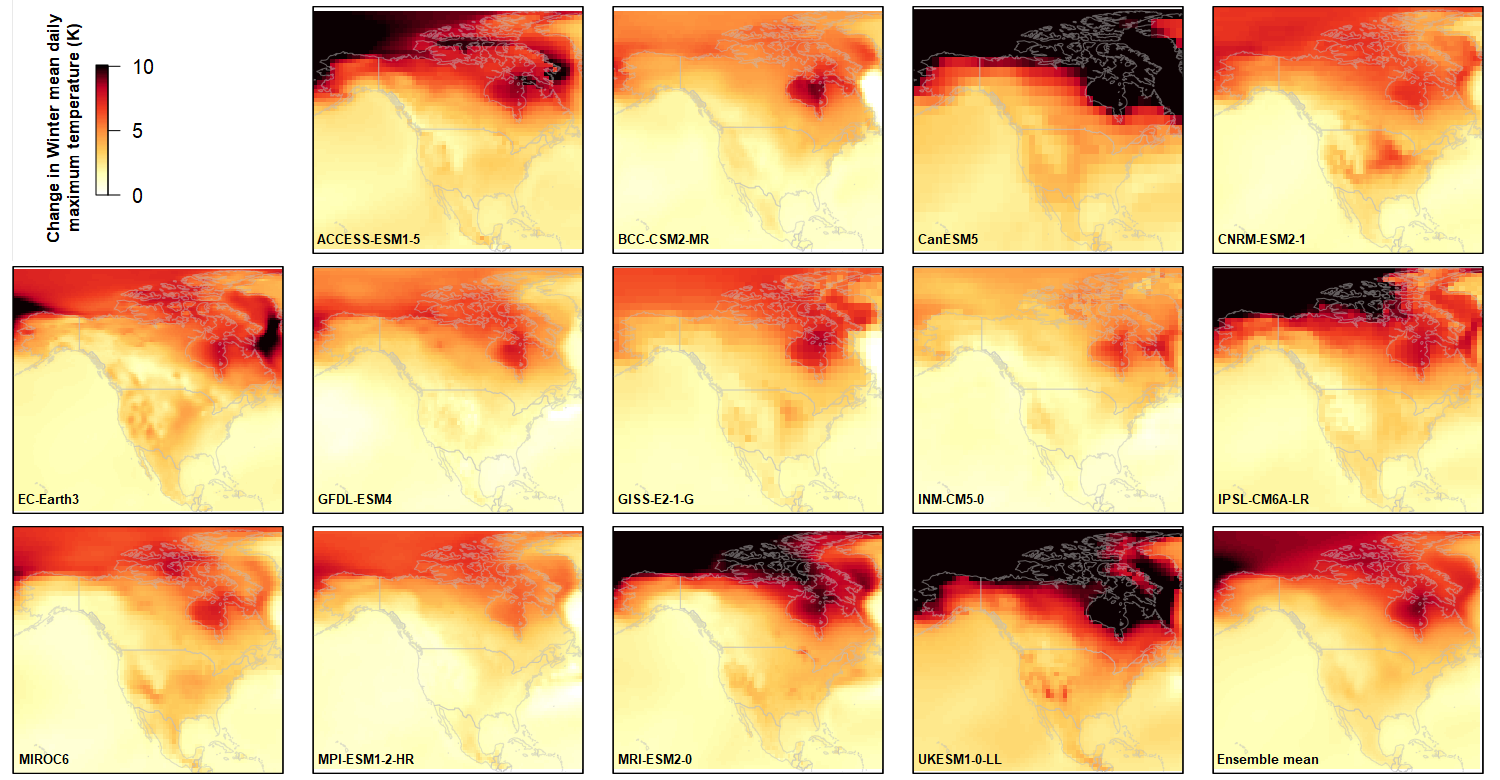 Change in Winter mean daily
maximum temperature (K)
10
5
0
ACCESS-ESM1-5
BCC-CSM2-MR
CanESM5
CNRM-ESM2-1
EC-Earth3
GFDL-ESM4
GISS-E2-1-G
INM-CM5-0
IPSL-CM6A-LR
MIROC6
MPI-ESM1-2-HR
MRI-ESM2-0
UKESM1-0-LL
Ensemble mean